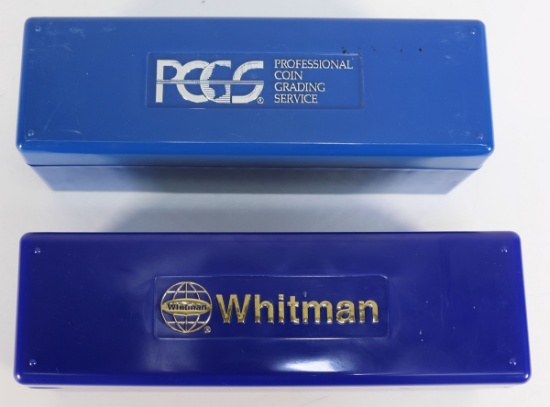 PCGS®
PROFESSIONAL
COIN
GRADING
SERVICE
Whitman
®
Whitman